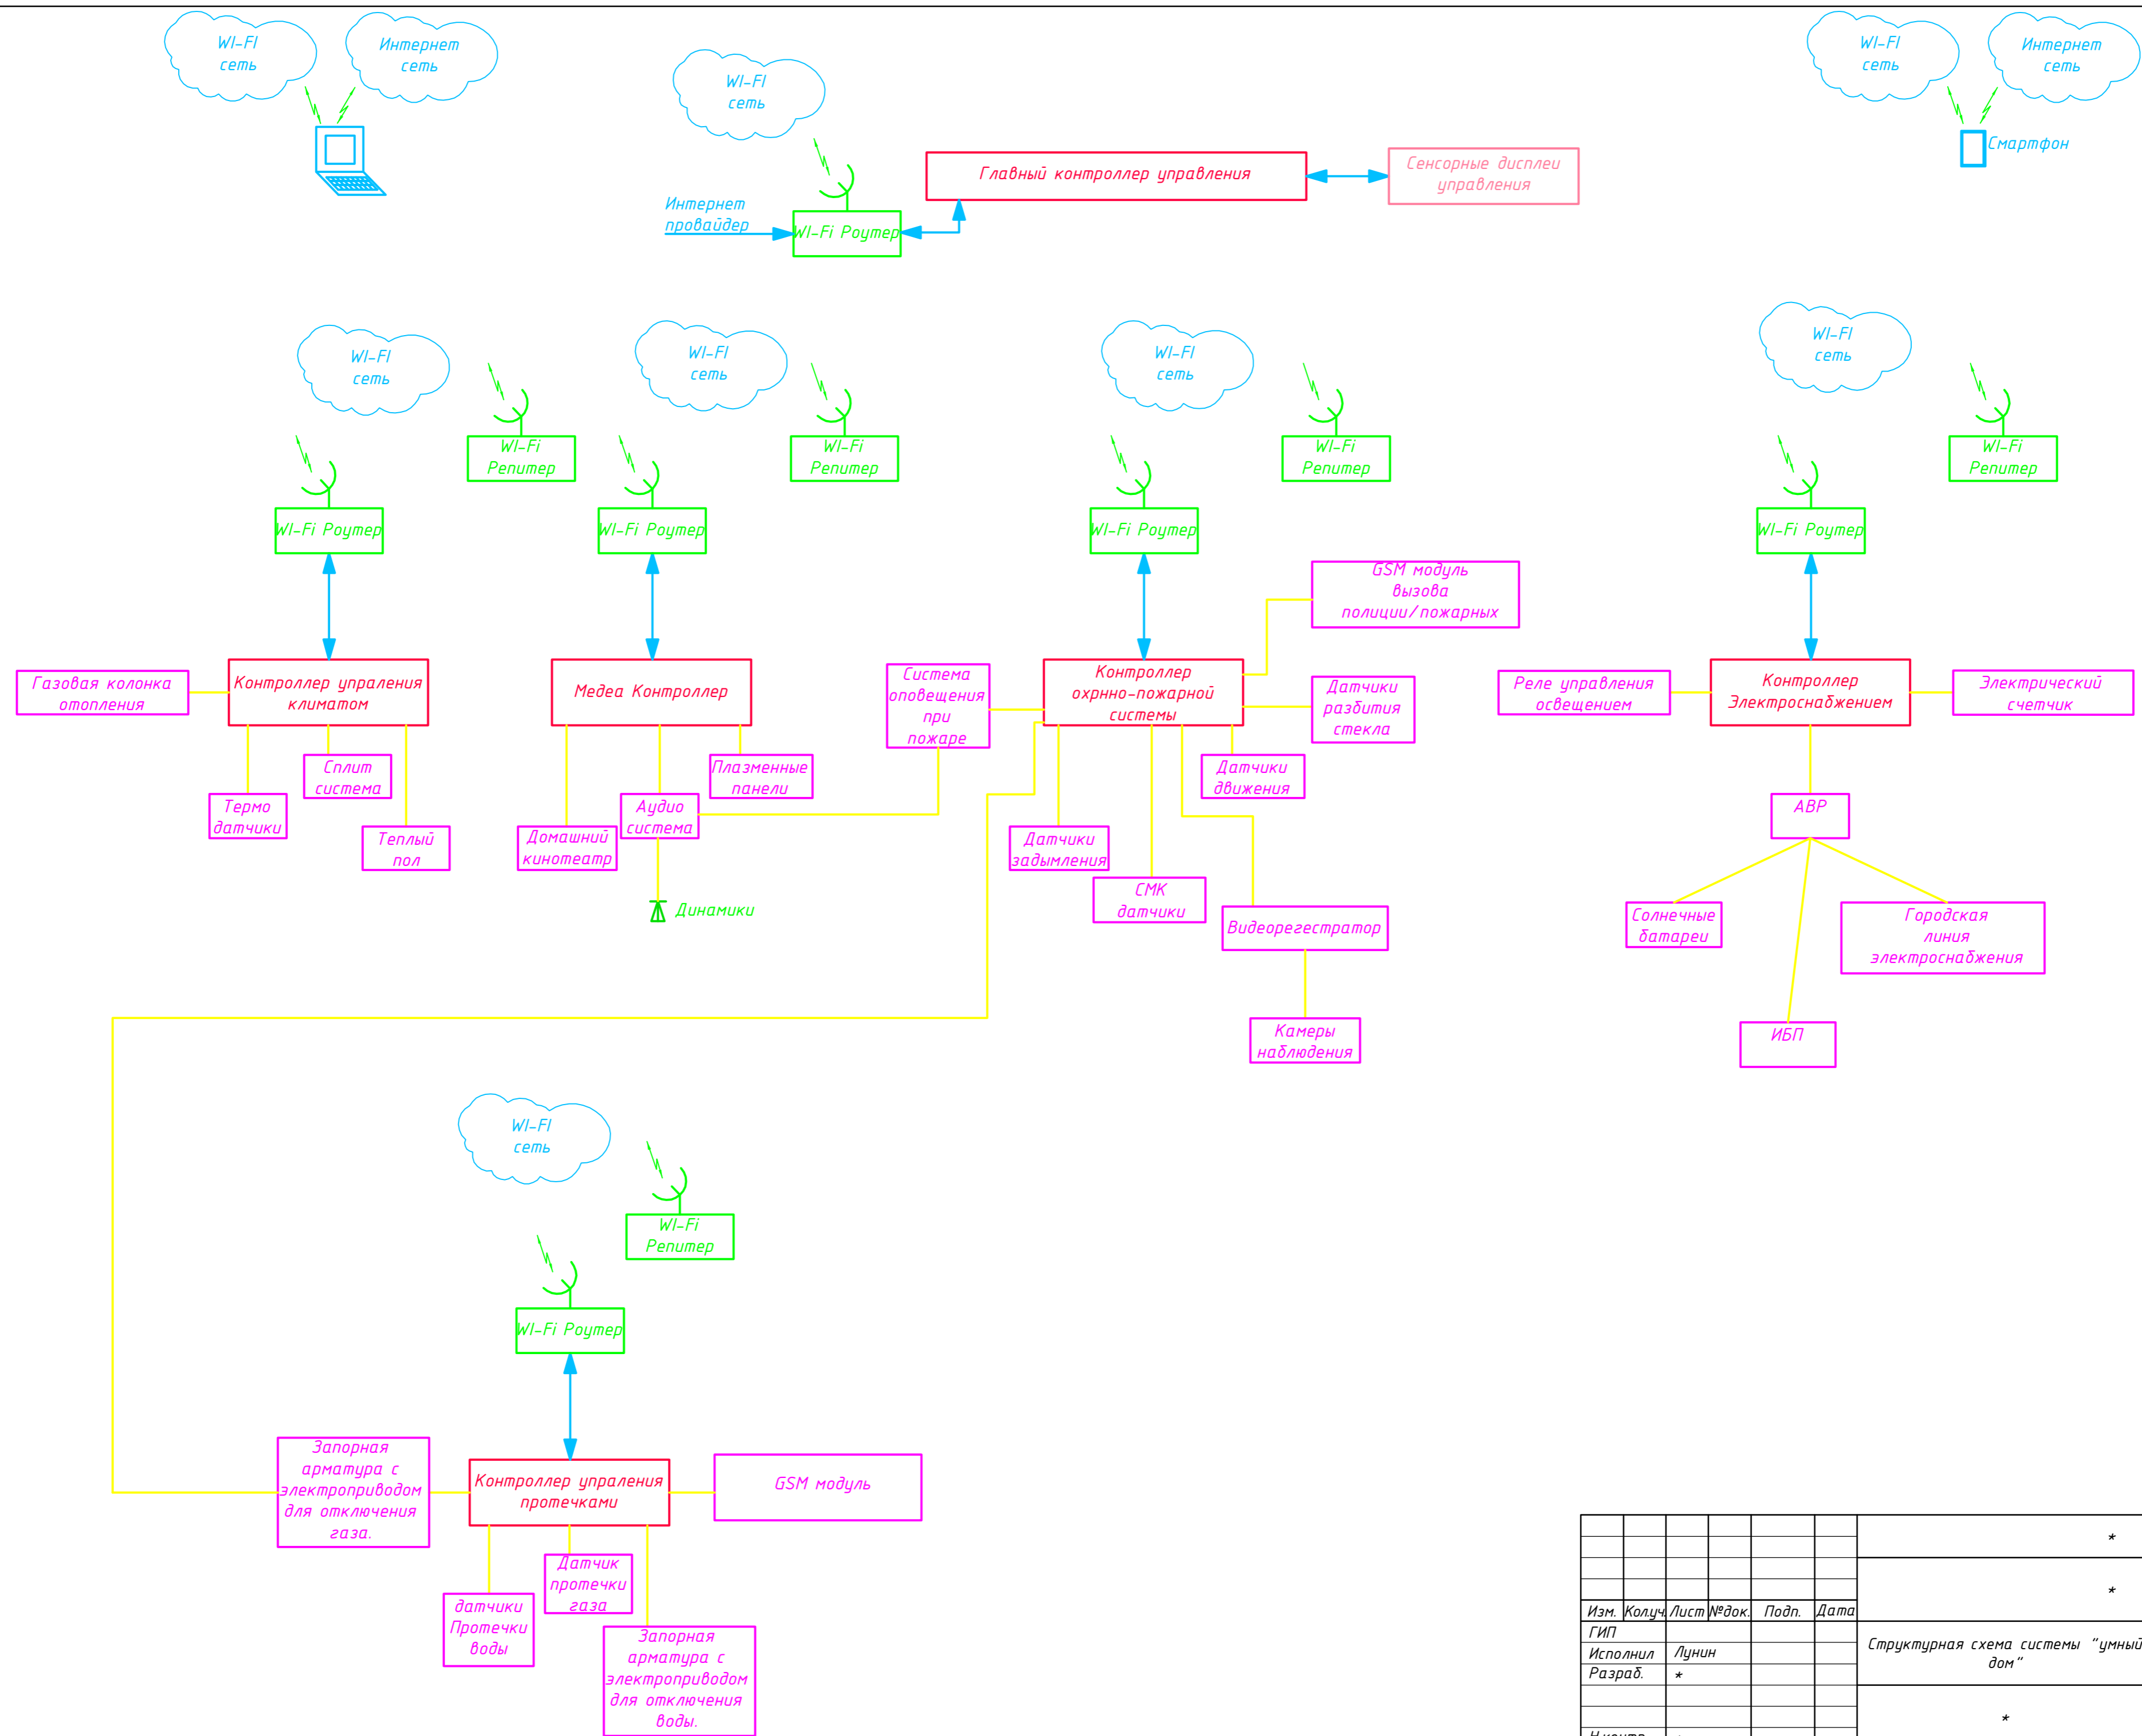 WI-FI
сеть
Интернет
сеть
WI-FI
сеть
WI-FI
сеть
Интернет
сеть
Смартфон
Главный контроллер управления
Сенсорные дисплеи
управления
Интернет
провайдер
WI-Fi Роутер
WI-FI
сеть
WI-FI
сеть
WI-FI
сеть
WI-FI
сеть
WI-Fi
Репитер
WI-Fi
Репитер
WI-Fi
Репитер
WI-Fi
Репитер
WI-Fi Роутер
WI-Fi Роутер
WI-Fi Роутер
WI-Fi Роутер
GSM модуль
вызова
полиции/пожарных
Газовая колонка
отопления
Контроллер упраления
климатом
Медеа Контроллер
Система
оповещения
при
пожаре
Контроллер
охрнно-пожарной
системы
Датчики
разбития
стекла
Реле управления
освещением
Контроллер
Электроснабжением
Электрический
счетчик
Термо
датчики
Сплит
система
Теплый
пол
Домашний
кинотеатр
Аудио
система
Плазменные
панели
Динамики
Датчики
задымления
СМК
датчики
Датчики
движения
Видеорегестратор
Камеры
наблюдения
АВР
Солнечные
батареи
Городская
линия
электроснабжения
ИБП
WI-FI
сеть
WI-Fi
Репитер
WI-Fi Роутер
Запорная
арматура с
электроприводом
для отключения
газа.
Контроллер упраления
протечками
GSM модуль
датчики
Протечки
воды
Датчик
протечки
газа
Запорная
арматура с
электроприводом
для отключения
воды.
*
*
Изм. Кол.уч. Лист №док. Подп. Дата
ГИП
Исполнил Лунин
Разраб. *
Структурная схема системы "умный
дом"
*
Н.контр.